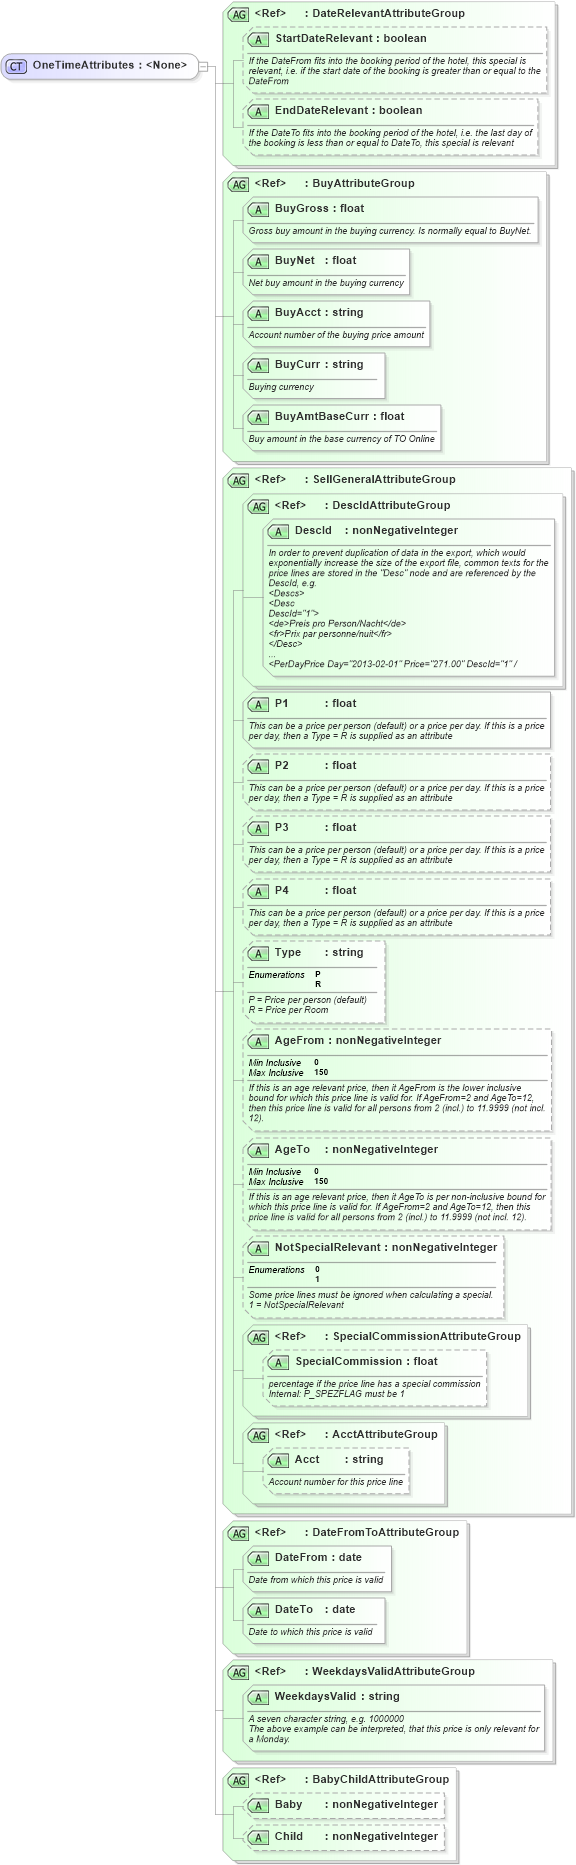 CT OneTimeAttributes : <None>
AG <Ref> : DateRelevantAttributeGroup
A StartDateRelevant : boolean
If the DateFrom fits into the booking period of the hotel, this special is
relevant, i.e. if the start date of the booking is greater than or equal to the
DateFrom
A EndDateRelevant : boolean
If the DateTo fits into the booking period of the hotel, i.e. the last day of
the booking is less than or equal to DateTo, this special is relevant
AG <Ref> : BuyAttributeGroup
A BuyGross : float
Gross buy amount in the buying currency. Is normally equal to BuyNet.
A BuyNet : float
Net buy amount in the buying currency
A BuyAcct : string
Account number of the buying price amount
A BuyCurr : string
Buying currency
A BuyAmtBaseCurr : float
Buy amount in the base currency of TO Online
AG <Ref> : SellGeneralAttributeGroup
AG <Ref> : DescIdAttributeGroup
A DescId : nonNegativeInteger
In order to prevent duplication of data in the export, which would
exponentially increase the size of the export file, common texts for the
price lines are stored in the "Desc" node and are referenced by the
DescId, e.g.
<Descs>
<Desc
DescId="1">
<de>Preis pro Person/Nacht</de>
<fr>Prix par personne/nuit</fr>
</Desc>
...
<PerDayPrice Day="2013-02-01" Price="271.00" DescId="1" /
A P1 : float
This can be a price per person (default) or a price per day. If this is a price
per day, then a Type = R is supplied as an attribute
A P2 : float
This can be a price per person (default) or a price per day. If this is a price
per day, then a Type = R is supplied as an attribute
A P3 : float
This can be a price per person (default) or a price per day. If this is a price
per day, then a Type = R is supplied as an attribute
A P4 : float
This can be a price per person (default) or a price per day. If this is a price
per day, then a Type = R is supplied as an attribute
A Type : string
Enumerations P
R
P = Price per person (default)
R = Price per Room
A AgeFrom : nonNegativeInteger
Min Inclusive 0
Max Inclusive 150
If this is an age relevant price, then it AgeFrom is the lower inclusive
bound for which this price line is valid for. If AgeFrom=2 and AgeTo=12,
then this price line is valid for all persons from 2 (incl.) to 11.9999 (not incl.
12).
A AgeTo : nonNegativeInteger
Min Inclusive 0
Max Inclusive 150
If this is an age relevant price, then it AgeTo is per non-inclusive bound for
which this price line is valid for. If AgeFrom=2 and AgeTo=12, then this
price line is valid for all persons from 2 (incl.) to 11.9999 (not incl. 12).
A NotSpecialRelevant : nonNegativeInteger
Enumerations 0
1
Some price lines must be ignored when calculating a special.
1 = NotSpecialRelevant
AG <Ref> : SpecialCommissionAttributeGroup
A SpecialCommission : float
percentage if the price line has a special commission
Internal: P_SPEZFLAG must be 1
AG <Ref> : AcctAttributeGroup
A Acct : string
Account number for this price line
AG <Ref> : DateFromToAttributeGroup
A DateFrom : date
Date from which this price is valid
A DateTo : date
Date to which this price is valid
AG <Ref> : WeekdaysValidAttributeGroup
A WeekdaysValid : string
A seven character string, e.g. 1000000
The above example can be interpreted, that this price is only relevant for
a Monday.
AG <Ref> : BabyChildAttributeGroup
A Baby : nonNegativeInteger
A Child : nonNegativeInteger